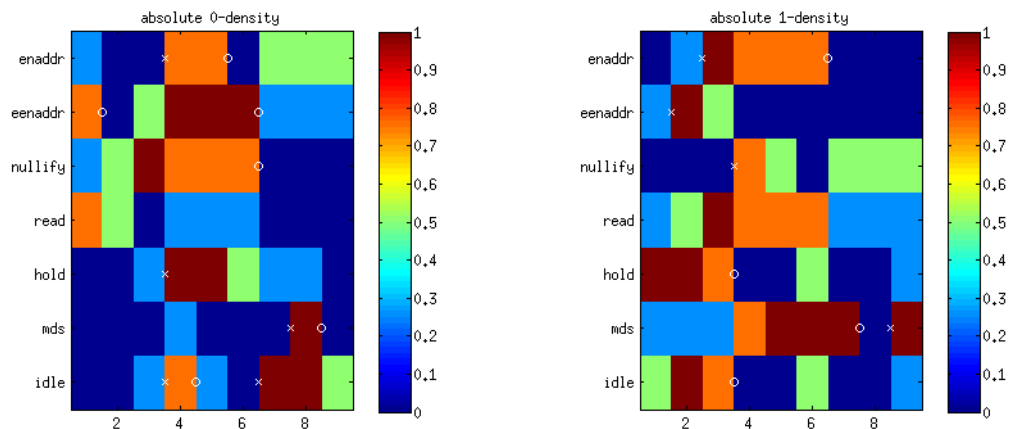 absolute 0-density
enaddr
eenaddr
nullify
read
hold
mds
idle
2
4
6
8
1
0.9
0.8
0.7
0.6
0.5
0.4
0.3
0.2
0.1
0
absolute 1-density
enaddr
eenaddr
nullify
read
hold
mds
idle
2
4
6
8
1
0.9
0.8
0.7
0.6
0.5
0.4
0.3
0.2
0.1
0